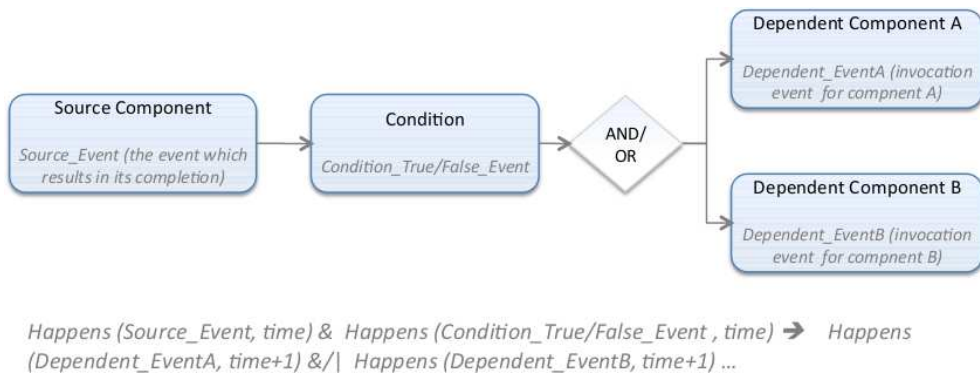 Source Component
Source_Event (the event which
results in its completion)
Condition
Condition_True/False_Event
AND/
OR
Dependent Component A
Dependent_EventA (invocation
event for compnent A)
Dependent Component B
Dependent_EventB (invocation
event for compnent B)
Happens (Source_Event, time) & Happens (Condition_True/False_Event , time) ➔ Happens
(Dependent_EventA, time+1) &/| Happens (Dependent_EventB, time+1) ...